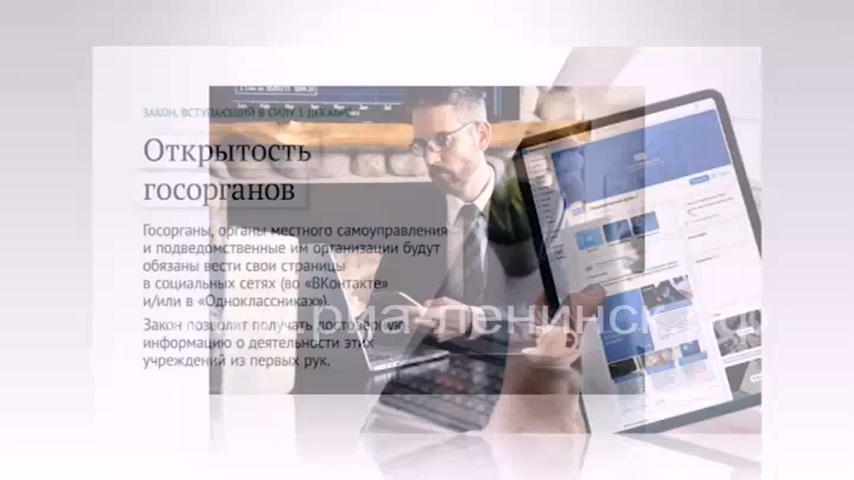 ЗАКОН, ВСТУПАЮЩИЙ В СИЛУ 1 ДЕКАБРЯ
Открытость
госорганов
Госорганы, органы местного самоуправления
и подведомственные им организации будут
обязаны вести свои страницы
в социальных сетях (во «ВКонтакте»
и/или в «Одноклассниках»).
Закон позволит получать достоверную
информацию о деятельности этих
учреждений из первых рук.
риа-ленинск